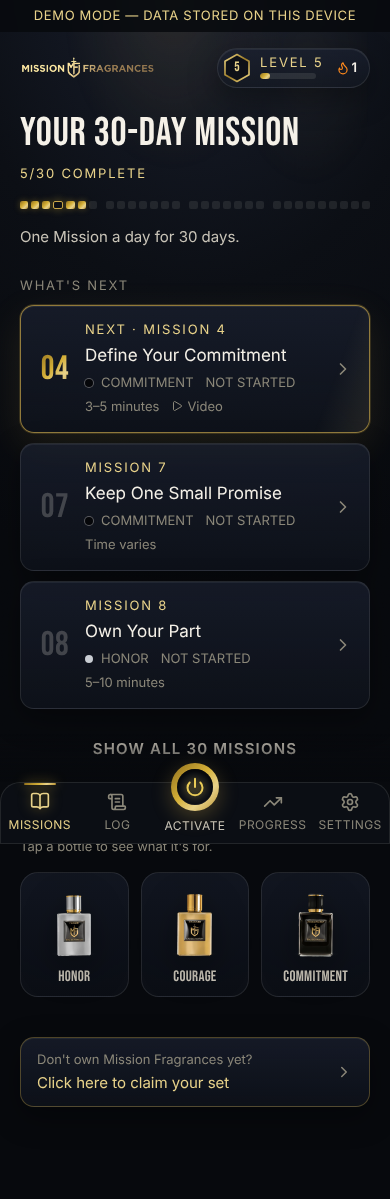 DEMO MODE — DATA STORED ON THIS DEVICE
MISSION FRAGRANCES
5
LEVEL 5
1
YOUR 30-DAY MISSION
5/30 COMPLETE
One Mission a day for 30 days.
WHAT'S NEXT
NEXT · MISSION 4
04
Define Your Commitment
COMMITMENT NOT STARTED
3–5 minutes Video
MISSION 7
07
Keep One Small Promise
COMMITMENT NOT STARTED
Time varies
MISSION 8
08
Own Your Part
HONOR NOT STARTED
5–10 minutes
SHOW ALL 30 MISSIONS
MISSIONS LOG ACTIVATE PROGRESS SETTINGS
Tap a bottle to see what it's for.
HONOR COURAGE COMMITMENT
Don't own Mission Fragrances yet?
Click here to claim your set